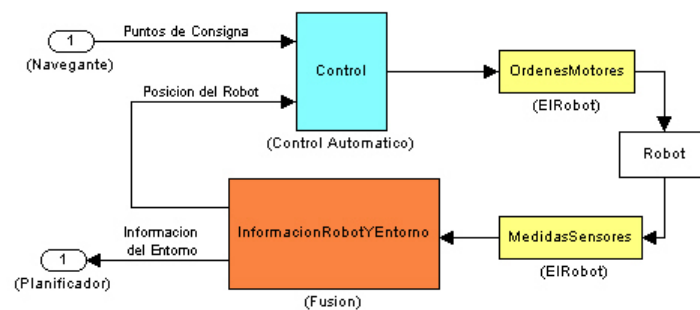 Puntos de Consigna
1
(Navegante)
Control
OrdenesMotores
(ElRobot)
Posicion del Robot
(Control Automatico)
Robot
InformacionRobotYEntorno
MedidasSensores
(ElRobot)
Informacion
del Entorno
1
(Planificador)
(Fusion)